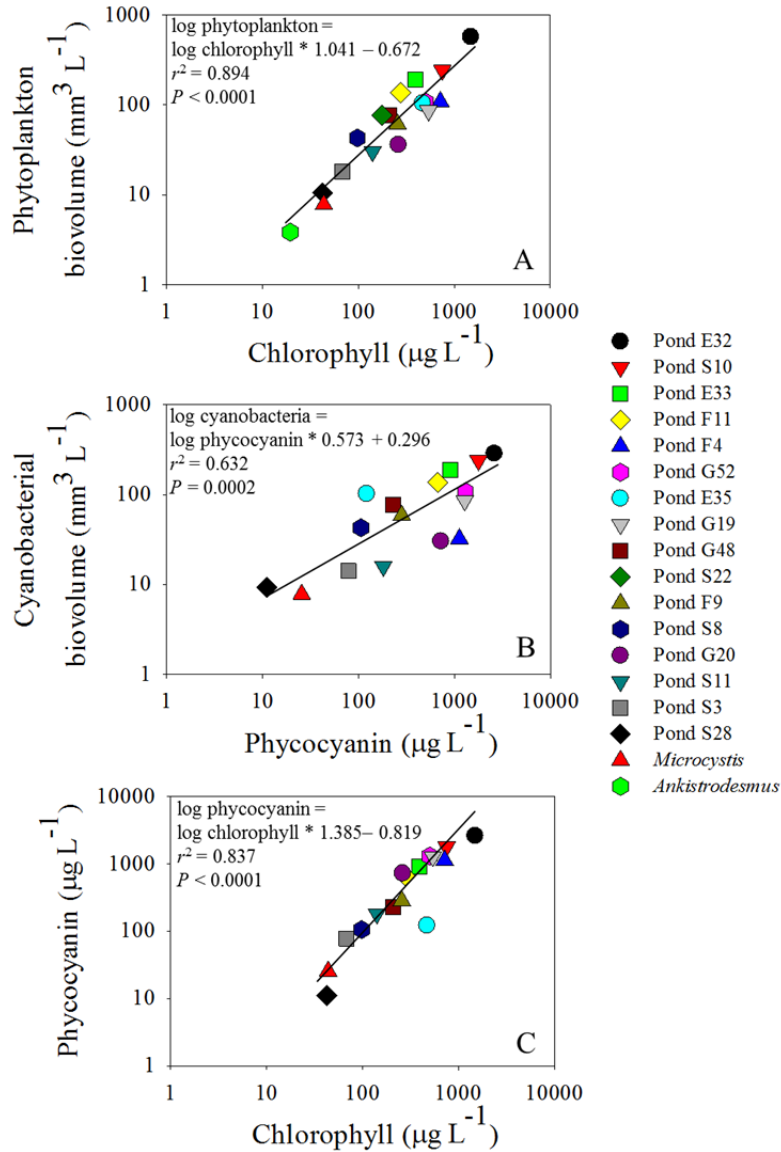 log phytoplankton =
log chlorophyll * 1.041 – 0.672
r² = 0.894
P < 0.0001
1000
100
10
1
Phytoplankton
biovolume (mm³ L⁻¹)
A
1 10 100 1000 10000
Chlorophyll (µg L⁻¹)
log cyanobacteria =
log phycocyanin * 0.573 + 0.296
r² = 0.632
P = 0.0002
1000
100
10
1
Cyanobacterial
biovolume (mm³ L⁻¹)
B
1 10 100 1000 10000
Phycocyanin (µg L⁻¹)
log phycocyanin =
log chlorophyll * 1.385– 0.819
r² = 0.837
P < 0.0001
10000
1000
100
10
1
Phycocyanin (µg L⁻¹)
C
1 10 100 1000 10000
Chlorophyll (µg L⁻¹)
Pond E32
Pond S10
Pond E33
Pond F11
Pond F4
Pond G52
Pond E35
Pond G19
Pond G48
Pond S22
Pond F9
Pond S8
Pond G20
Pond S11
Pond S3
Pond S28
Microcystis
Ankistrodesmus